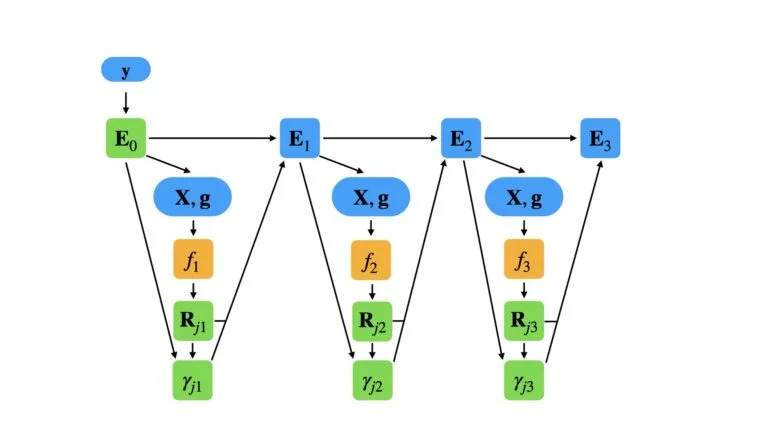 y
E₀ E₁ E₂ E₃
X, g X, g X, g
f₁ f₂ f₃
Rⱼ₁ Rⱼ₂ Rⱼ₃
γⱼ₁ γⱼ₂ γⱼ₃